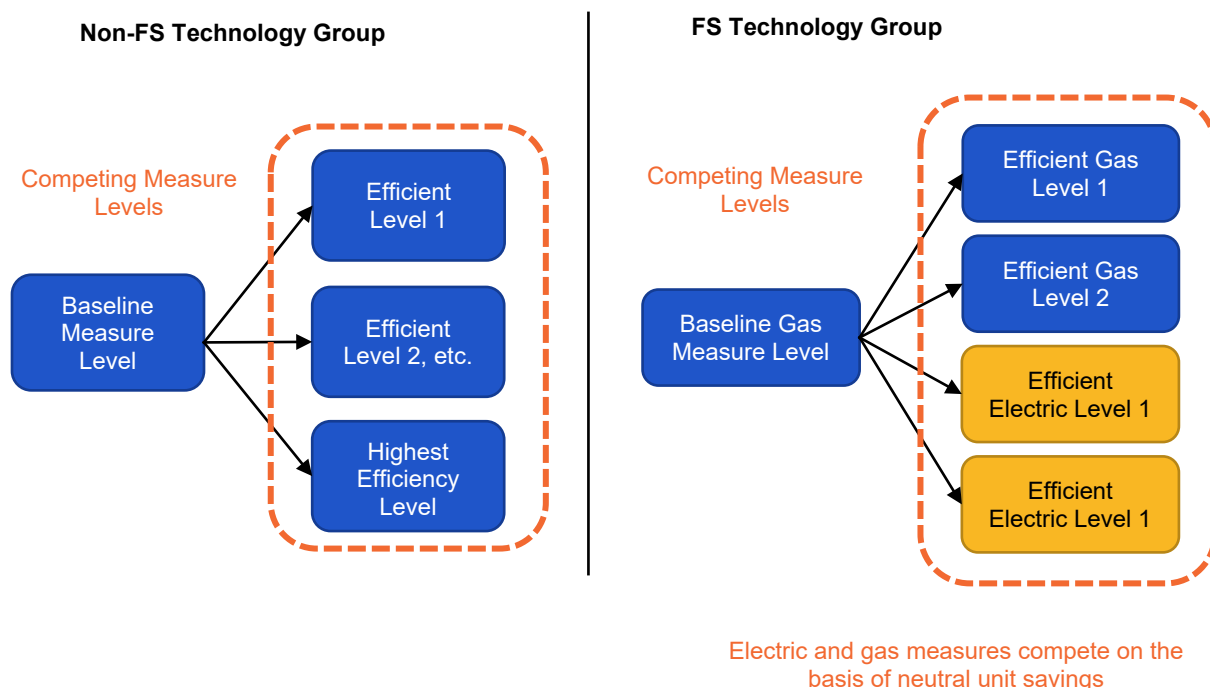 Non-FS Technology Group
Competing Measure
Levels
Baseline
Measure
Level
Efficient
Level 1
Efficient
Level 2, etc.
Highest
Efficiency
Level
FS Technology Group
Competing Measure
Levels
Baseline Gas
Measure Level
Efficient Gas
Level 1
Efficient Gas
Level 2
Efficient
Electric Level 1
Efficient
Electric Level 1
Electric and gas measures compete on the
basis of neutral unit savings